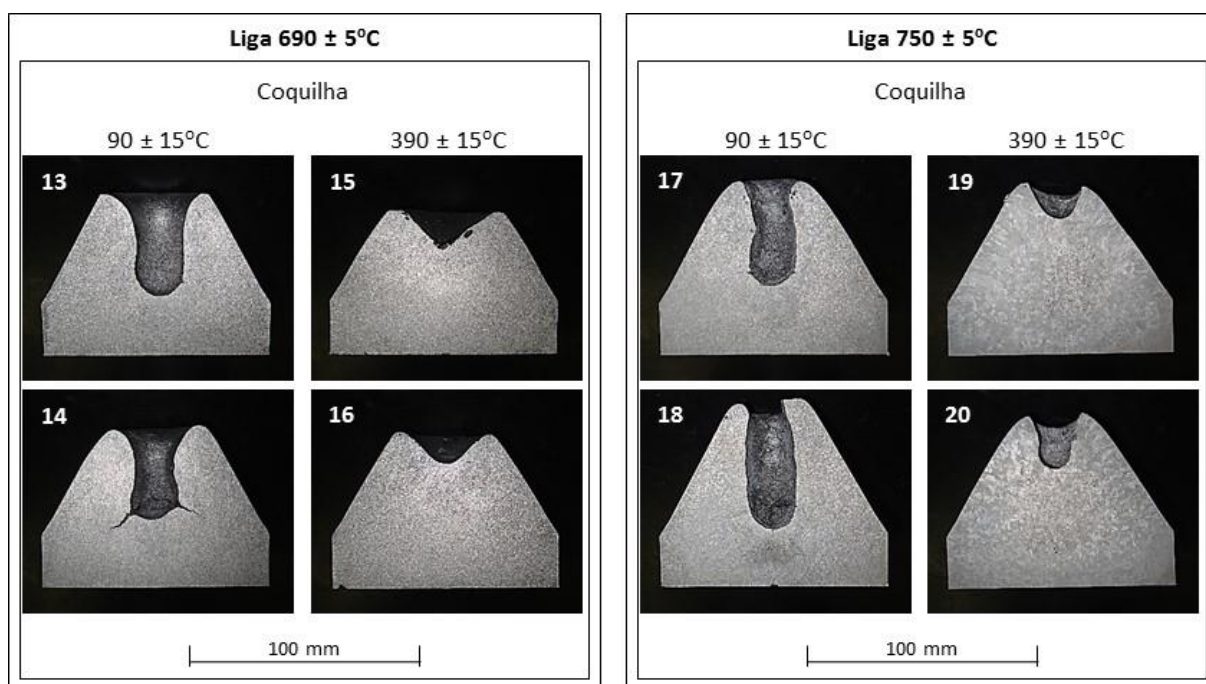 Liga 690 ± 5°C
Coquilha
90 ± 15°C
390 ± 15°C
13
15
14
16
100 mm
Liga 750 ± 5°C
Coquilha
90 ± 15°C
390 ± 15°C
17
19
18
20
100 mm